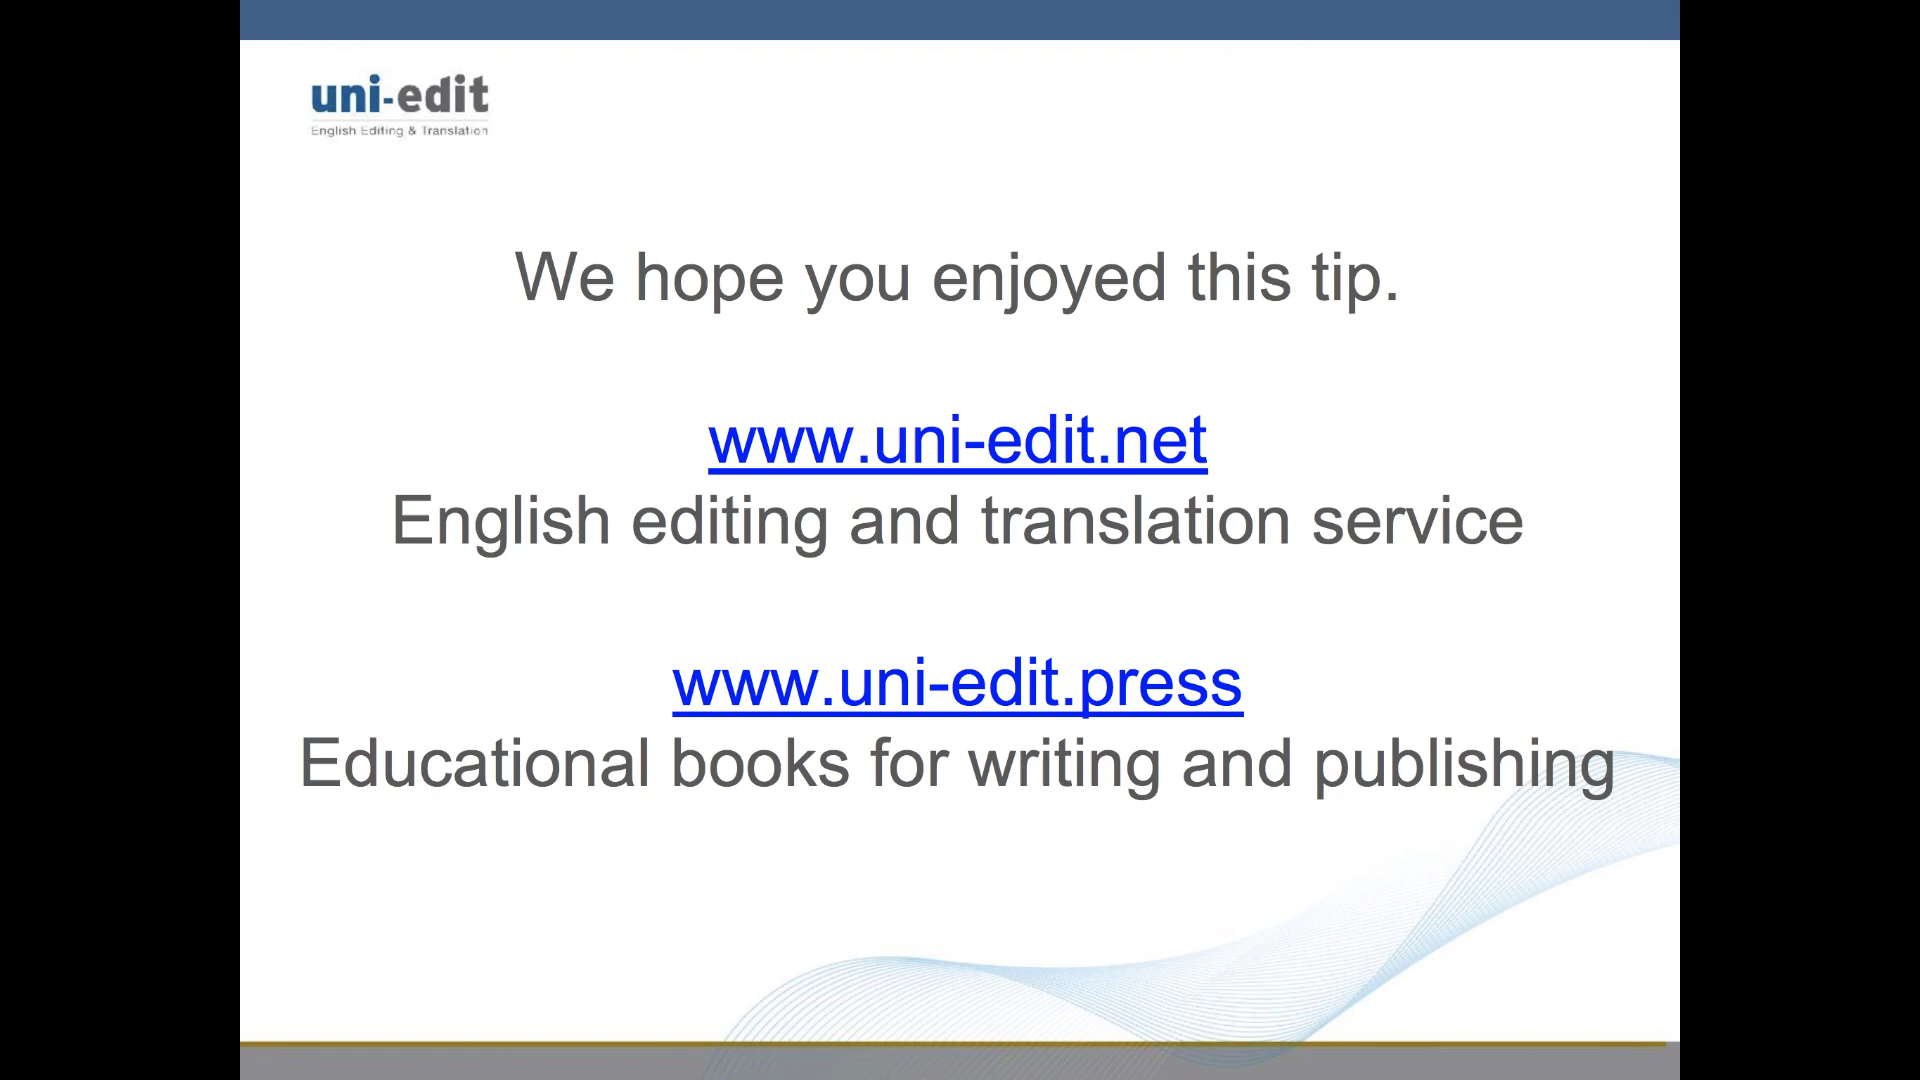 uni-edit
English Editing & Translation
We hope you enjoyed this tip.
www.uni-edit.net
English editing and translation service
www.uni-edit.press
Educational books for writing and publishing